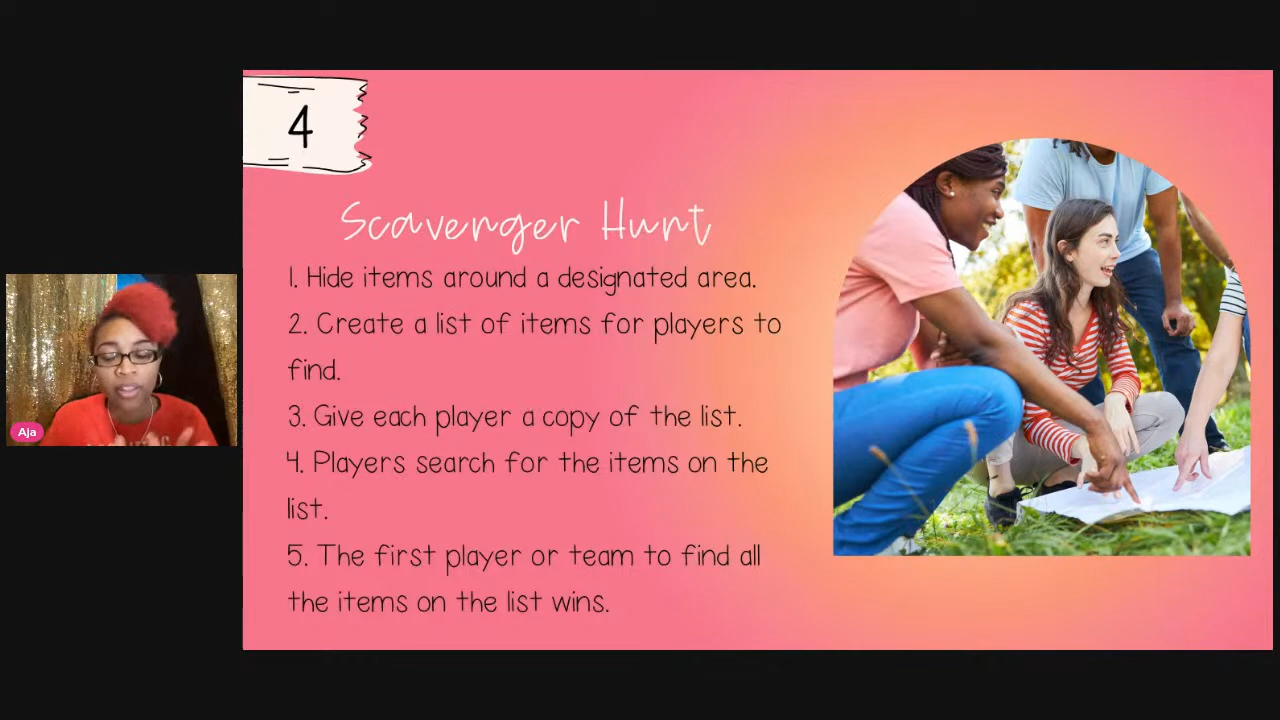 4
Scavenger Hunt
1. Hide items around a designated area.
2. Create a list of items for players to
find.
3. Give each player a copy of the list.
4. Players search for the items on the
list.
5. The first player or team to find all
the items on the list wins.
Aja